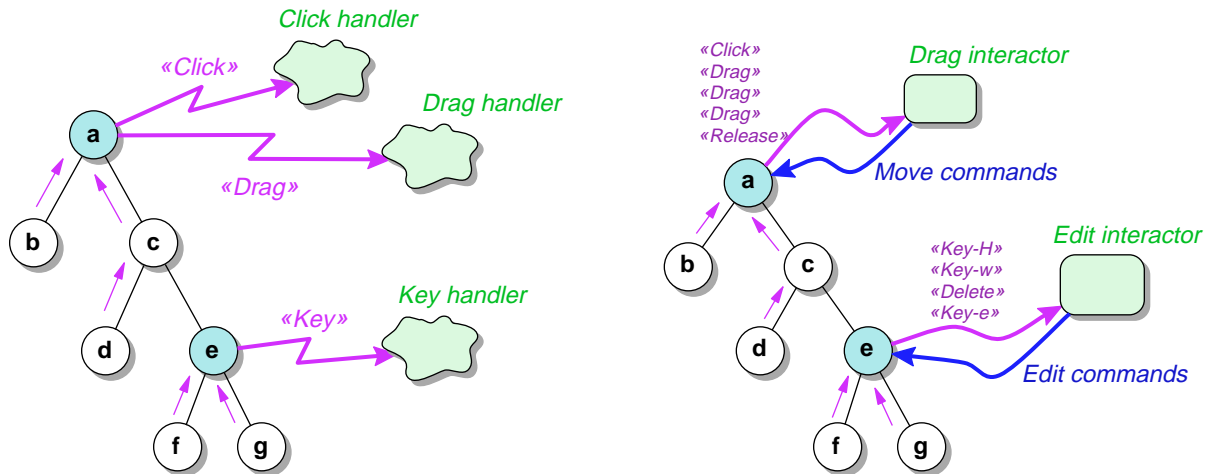 Click handler
«Click»
Drag handler
a
«Drag»
b
c
Key handler
«Key»
d
e
f
g
«Click»
«Drag»
«Drag»
«Drag»
«Release»
Drag interactor
a
Move commands
b
c
«Key-H»
«Key-w»
«Delete»
«Key-e»
Edit interactor
d
e
Edit commands
f
g